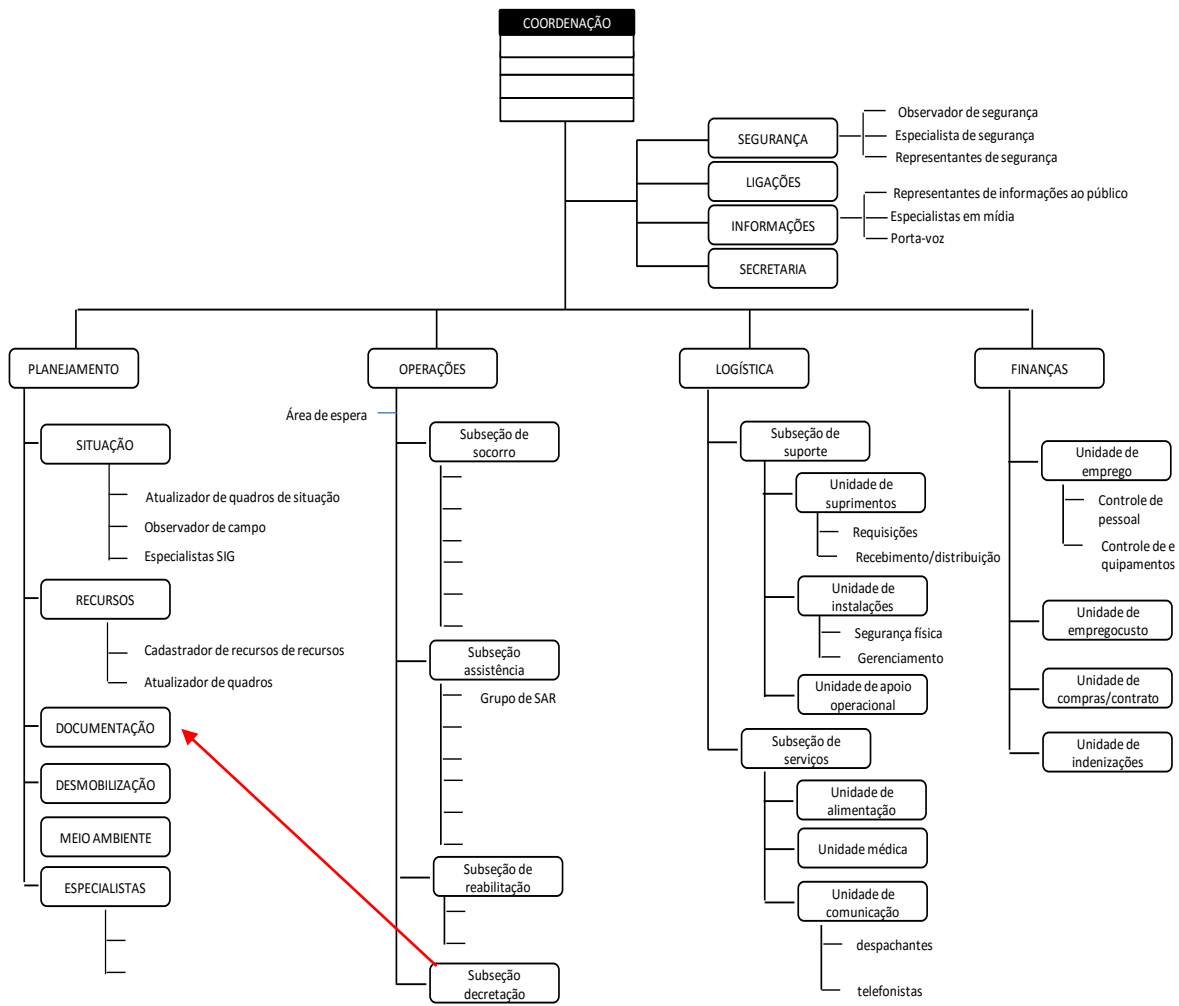 COORDENAÇÃO
SEGURANÇA
Observador de segurança
Especialista de segurança
Representantes de segurança
LIGAÇÕES
INFORMAÇÕES
Representantes de informações ao público
Especialistas em mídia
Porta-voz
SECRETARIA
PLANEJAMENTO
SITUAÇÃO
Atualizador de quadros de situação
Observador de campo
Especialistas SIG
RECURSOS
Cadastrador de recursos de recursos
Atualizador de quadros
DOCUMENTAÇÃO
DESMOBILIZAÇÃO
MEIO AMBIENTE
ESPECIALISTAS
OPERAÇÕES
Área de espera
Subseção de
socorro
Subseção
assistência
Grupo de SAR
Subseção de
reabilitação
Subseção
decretação
LOGÍSTICA
Subseção de
suporte
Unidade de
suprimentos
Requisições
Recebimento/distribuição
Unidade de
instalações
Segurança física
Gerenciamento
Unidade de apoio
operacional
Subseção de
serviços
Unidade de
alimentação
Unidade médica
Unidade de
comunicação
despachantes
telefonistas
FINANÇAS
Unidade de
emprego
Controle de
pessoal
Controle de e
quipamentos
Unidade de
empregocusto
Unidade de
compras/contrato
Unidade de
indenizações